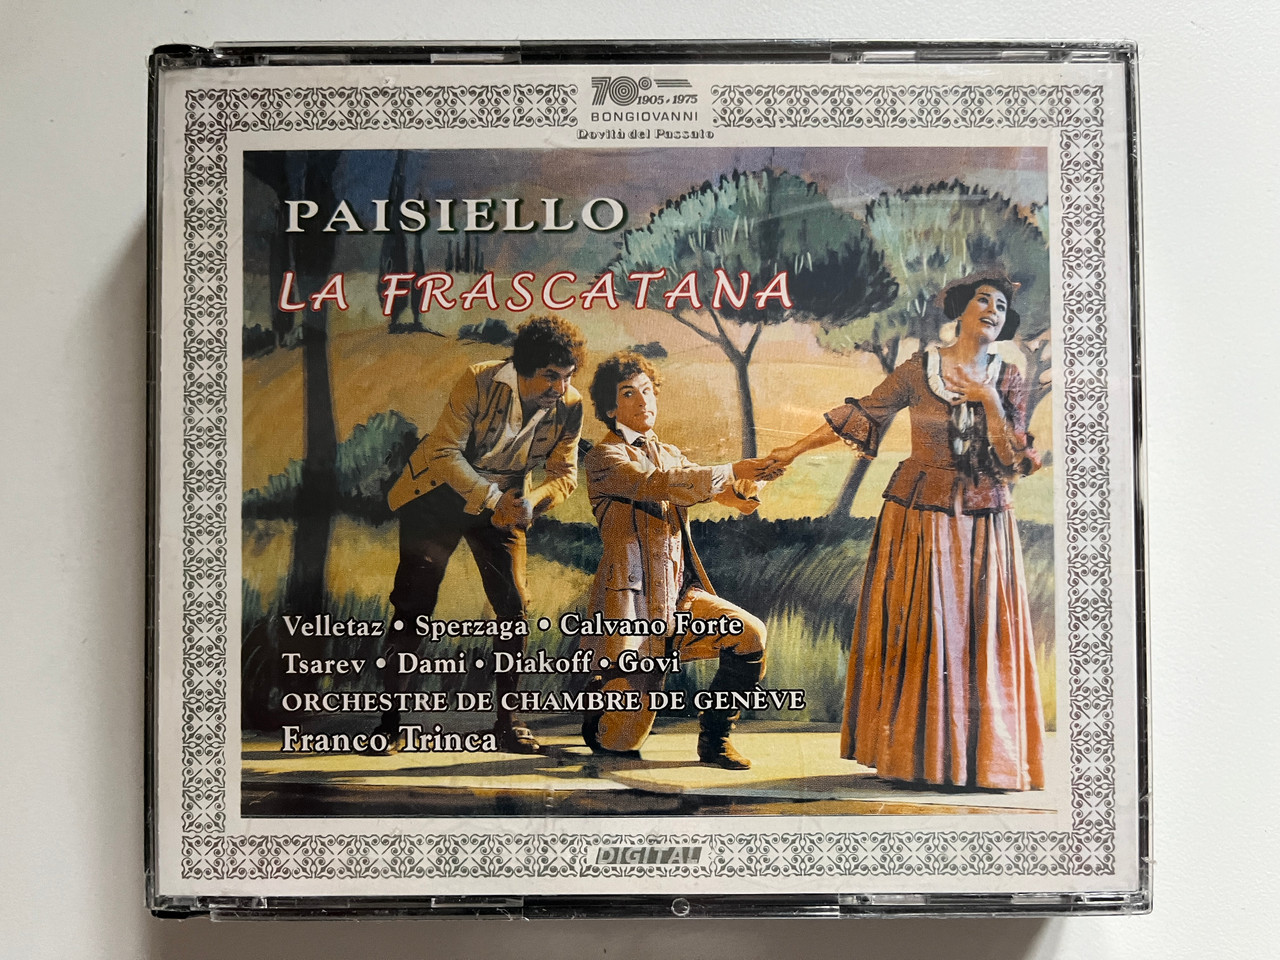 70° 1905 • 1975
BONGIOVANNI
Novità del Passato
PAISIELLO
LA FRASCATANA
Velletaz • Sperzaga • Calvano Forte
Tsarev • Dami • Diakoff • Govi
ORCHESTRE DE CHAMBRE DE GENÈVE
Franco Trinca
DIGITAL